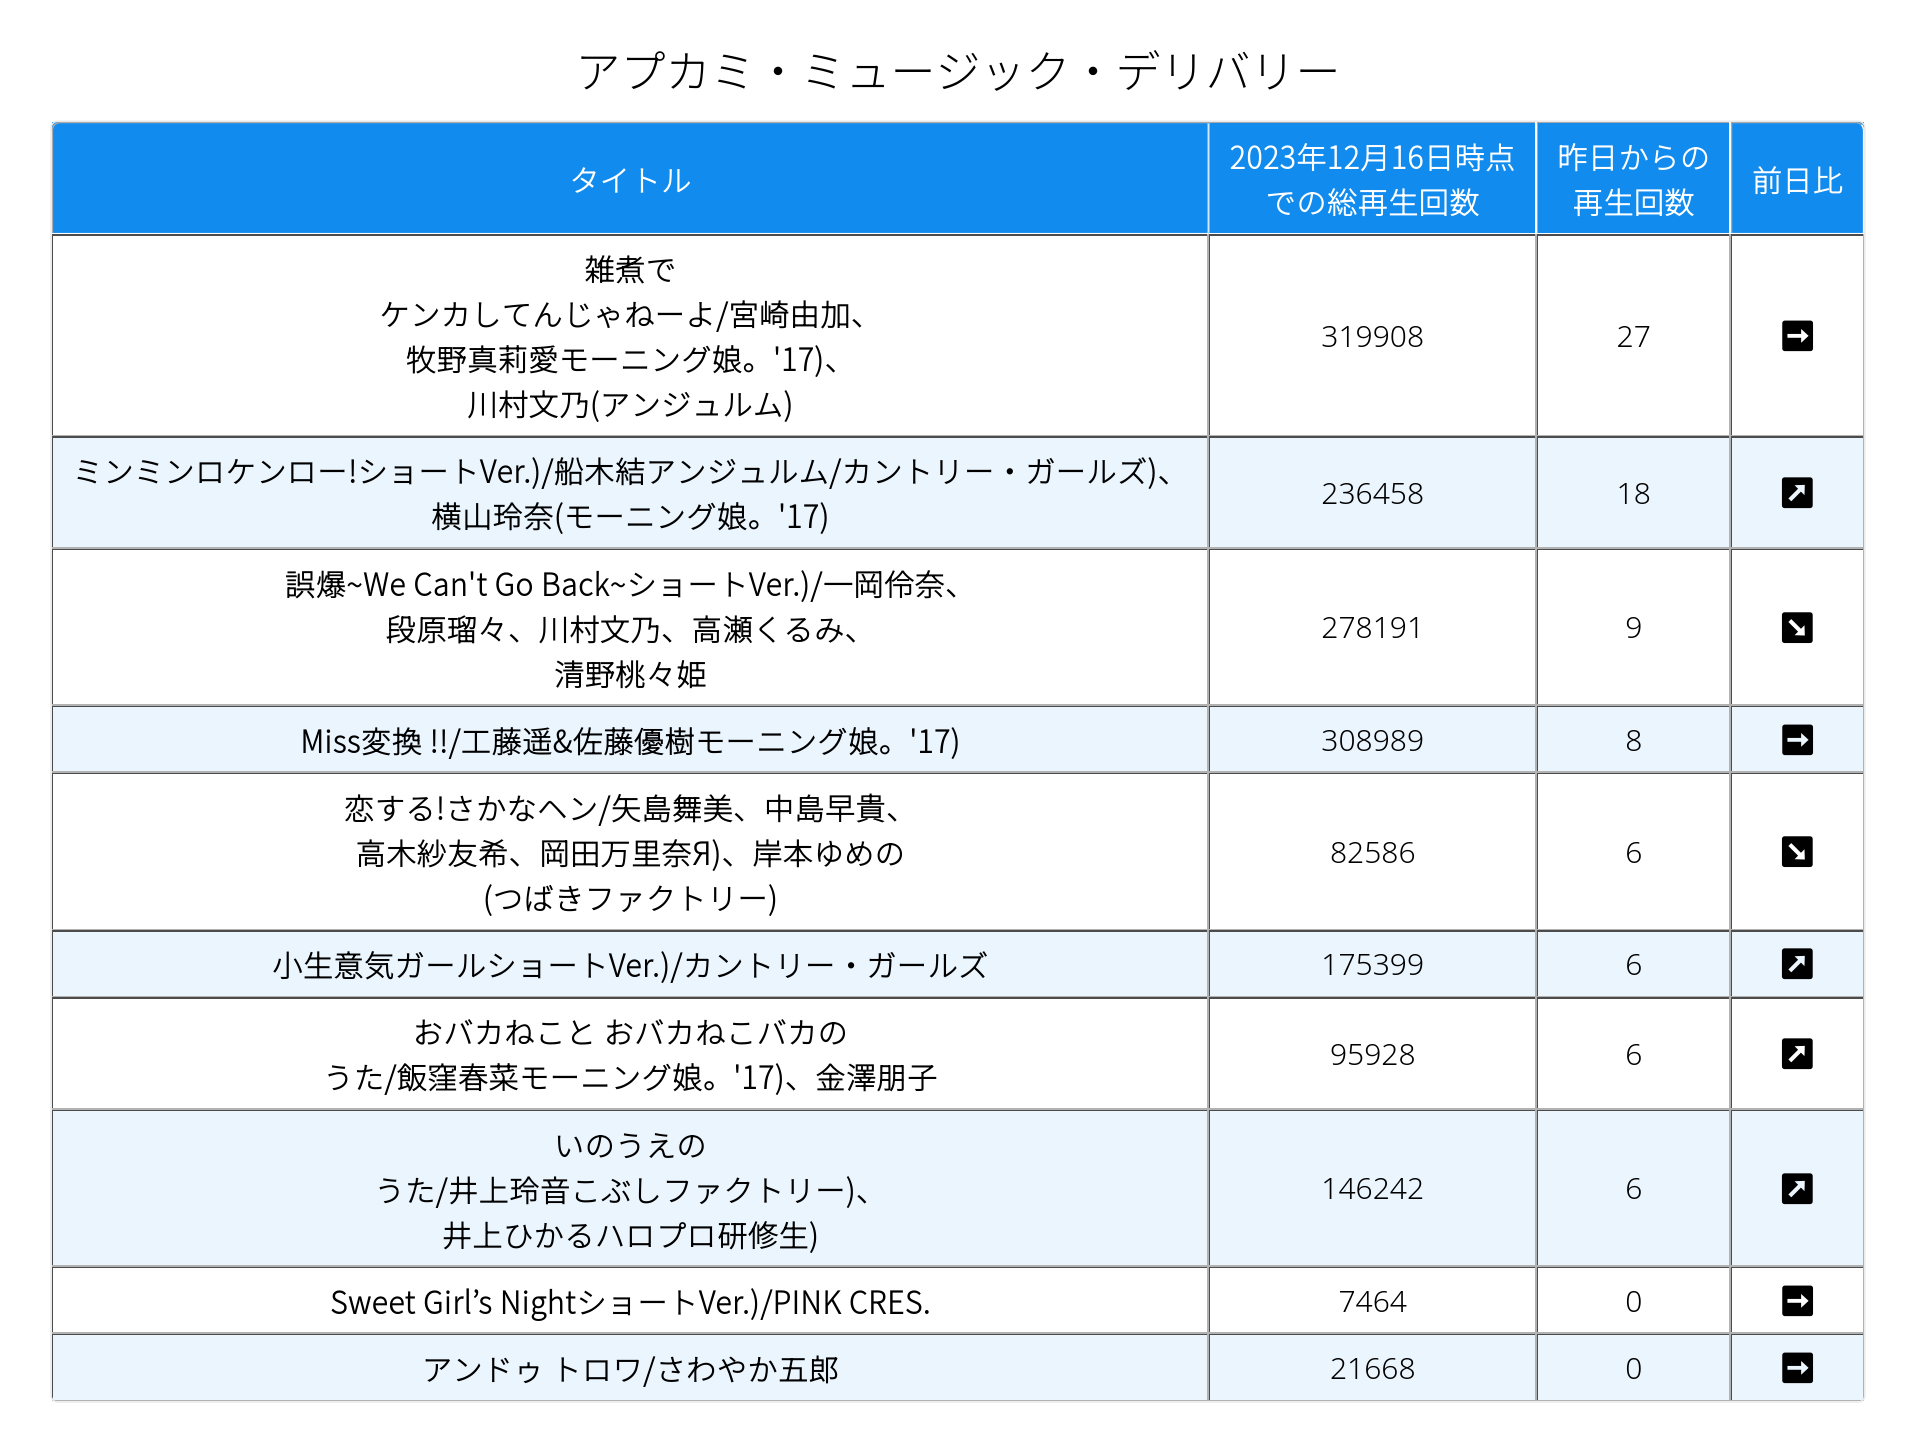 アプカミ・ミュージック・デリバリー
タイトル
2023年12月16日時点
での総再生回数
昨日からの
再生回数
前日比
雑煮で
ケンカしてんじゃねーよ/宮崎由加、
牧野真莉愛モーニング娘。'17)、
川村文乃(アンジュルム)
319908
27
ミンミンロケンロー!ショートVer.)/船木結アンジュルム/カントリー・ガールズ)、
横山玲奈(モーニング娘。'17)
236458
18
誤爆~We Can't Go Back~ショートVer.)/一岡伶奈、
段原瑠々、川村文乃、高瀬くるみ、
清野桃々姫
278191
9
Miss変換 !!/工藤遥&佐藤優樹モーニング娘。'17)
308989
8
恋する!さかなヘン/矢島舞美、中島早貴、
高木紗友希、岡田万里奈Я)、岸本ゆめの
(つばきファクトリー)
82586
6
小生意気ガールショートVer.)/カントリー・ガールズ
175399
6
おバカねこと おバカねこバカの
うた/飯窪春菜モーニング娘。'17)、金澤朋子
95928
6
いのうえの
うた/井上玲音こぶしファクトリー)、
井上ひかるハロプロ研修生)
146242
6
Sweet Girl’s NightショートVer.)/PINK CRES.
7464
0
アンドゥ トロワ/さわやか五郎
21668
0